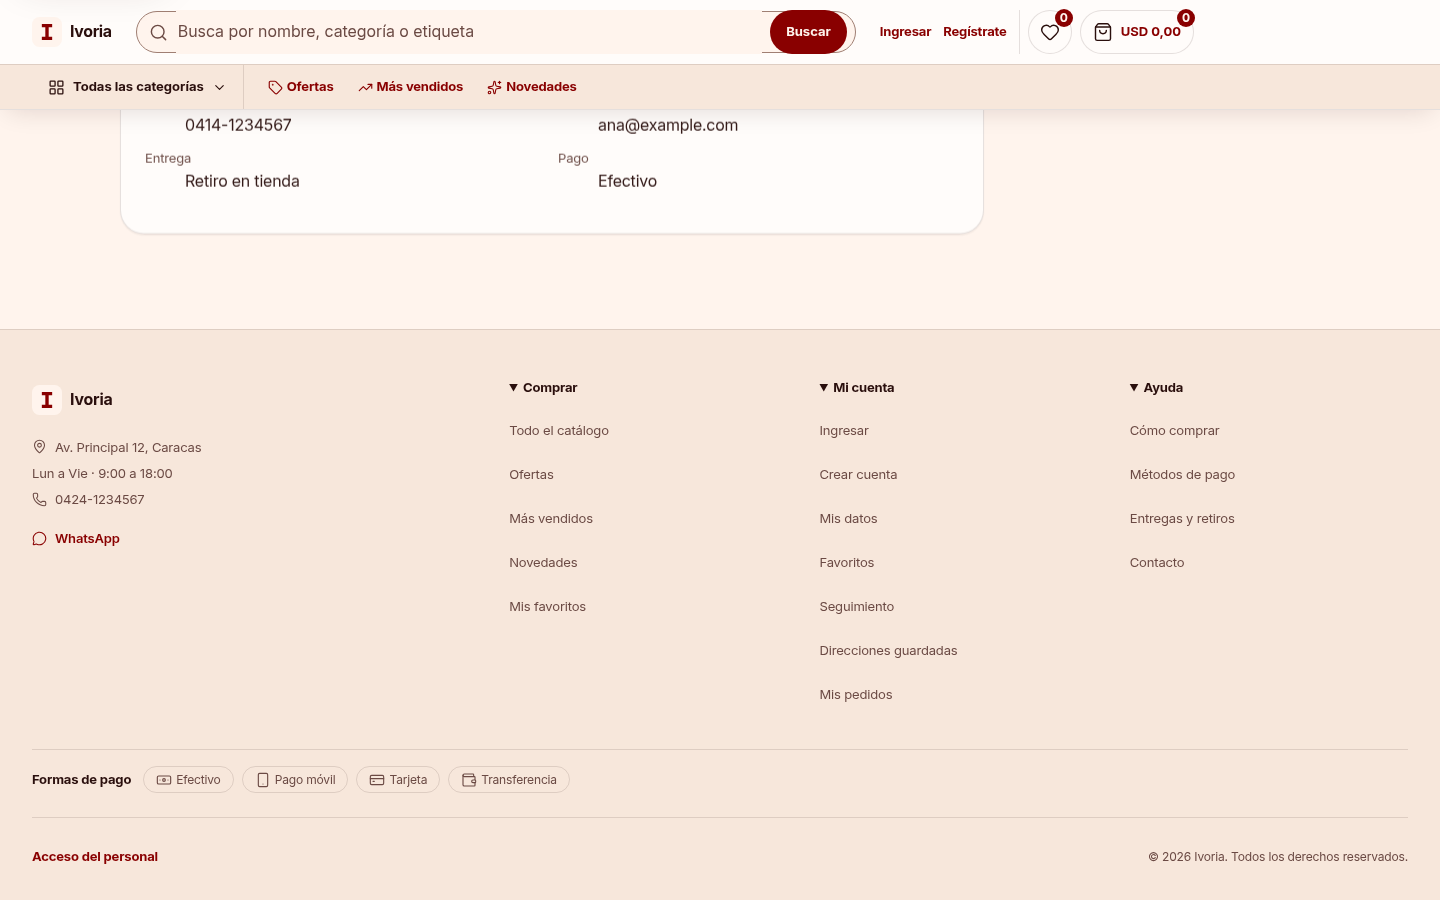 Ivoria
Busca por nombre, categoría o etiqueta
Buscar
Ingresar
Regístrate
0
USD 0,00
0
Todas las categorías
Ofertas
Más vendidos
Novedades
0414-1234567
ana@example.com
Entrega
Pago
Retiro en tienda
Efectivo
I Ivoria
Av. Principal 12, Caracas
Lun a Vie · 9:00 a 18:00
0424-1234567
WhatsApp
Comprar
Todo el catálogo
Ofertas
Más vendidos
Novedades
Mis favoritos
Mi cuenta
Ingresar
Crear cuenta
Mis datos
Favoritos
Seguimiento
Direcciones guardadas
Mis pedidos
Ayuda
Cómo comprar
Métodos de pago
Entregas y retiros
Contacto
Formas de pago
Efectivo
Pago móvil
Tarjeta
Transferencia
Acceso del personal
© 2026 Ivoria. Todos los derechos reservados.